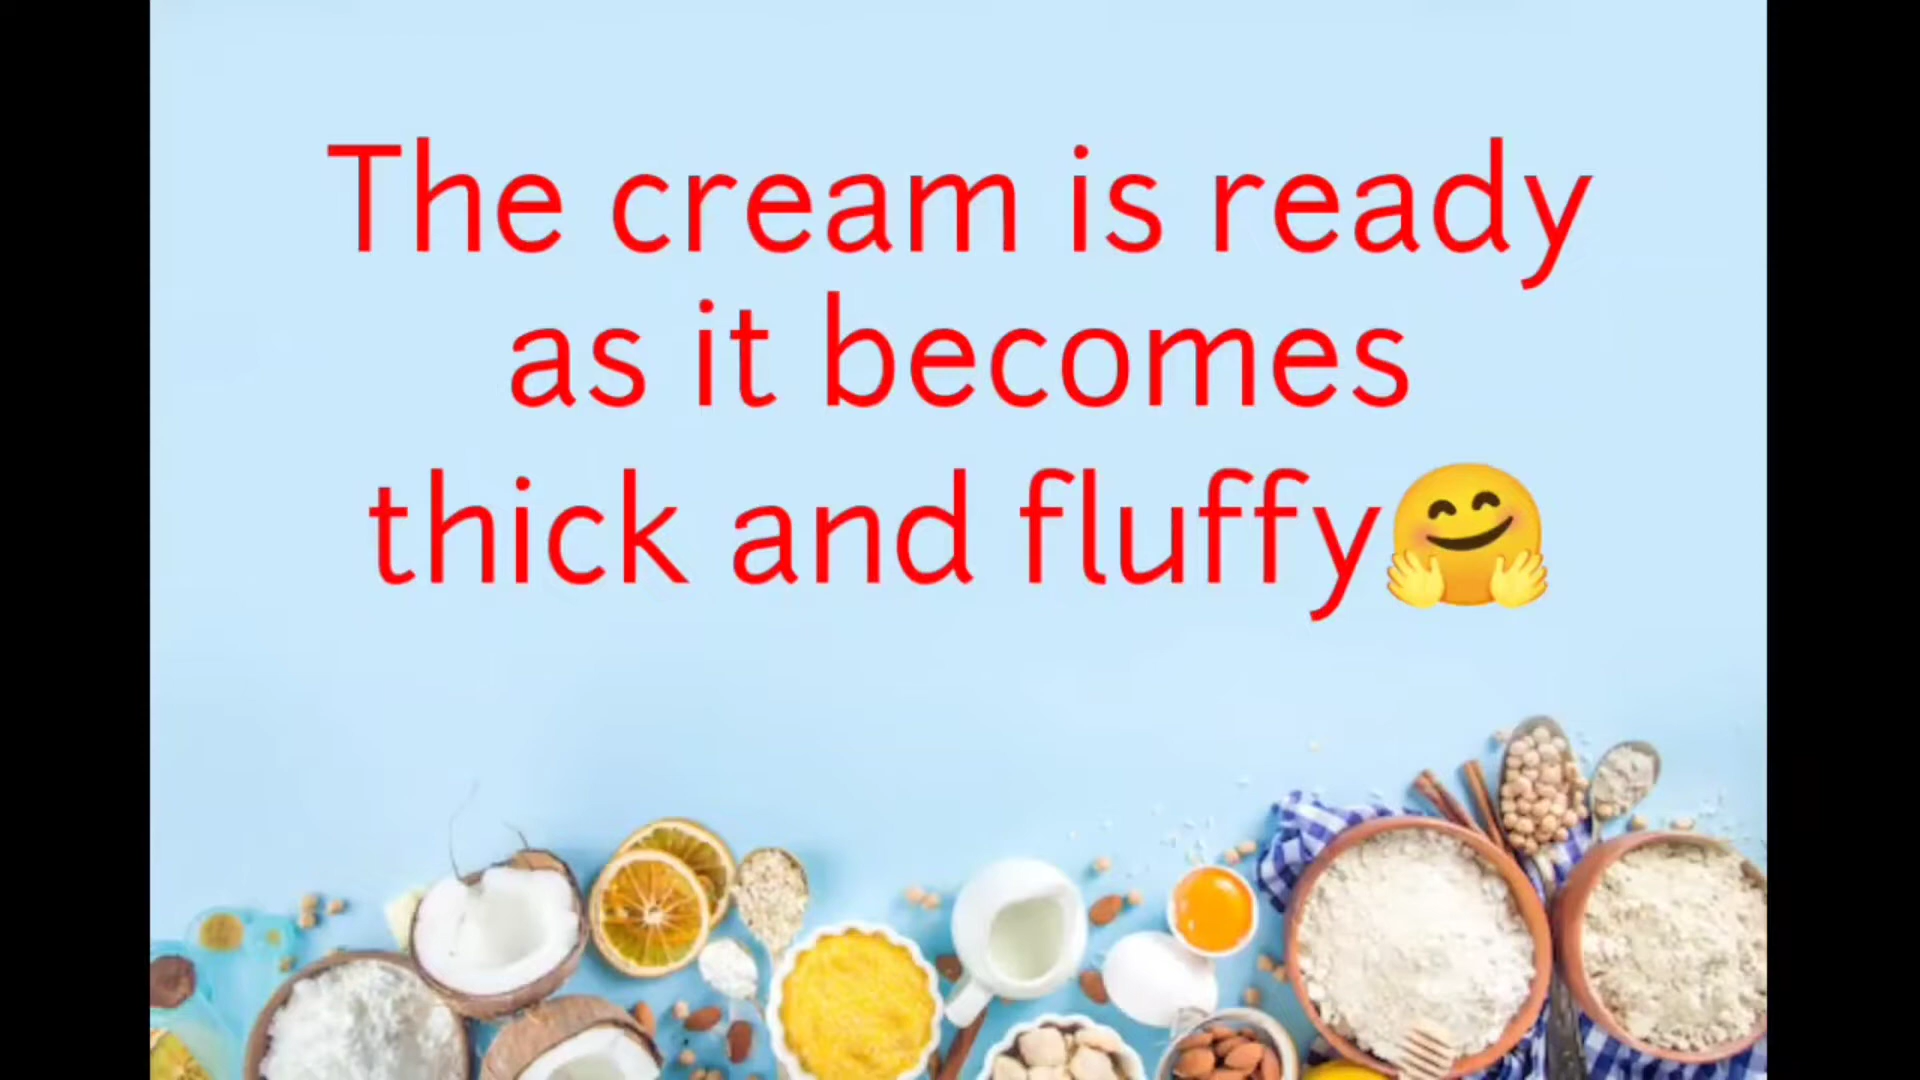 The cream is ready
as it becomes
thick and fluffy🤗